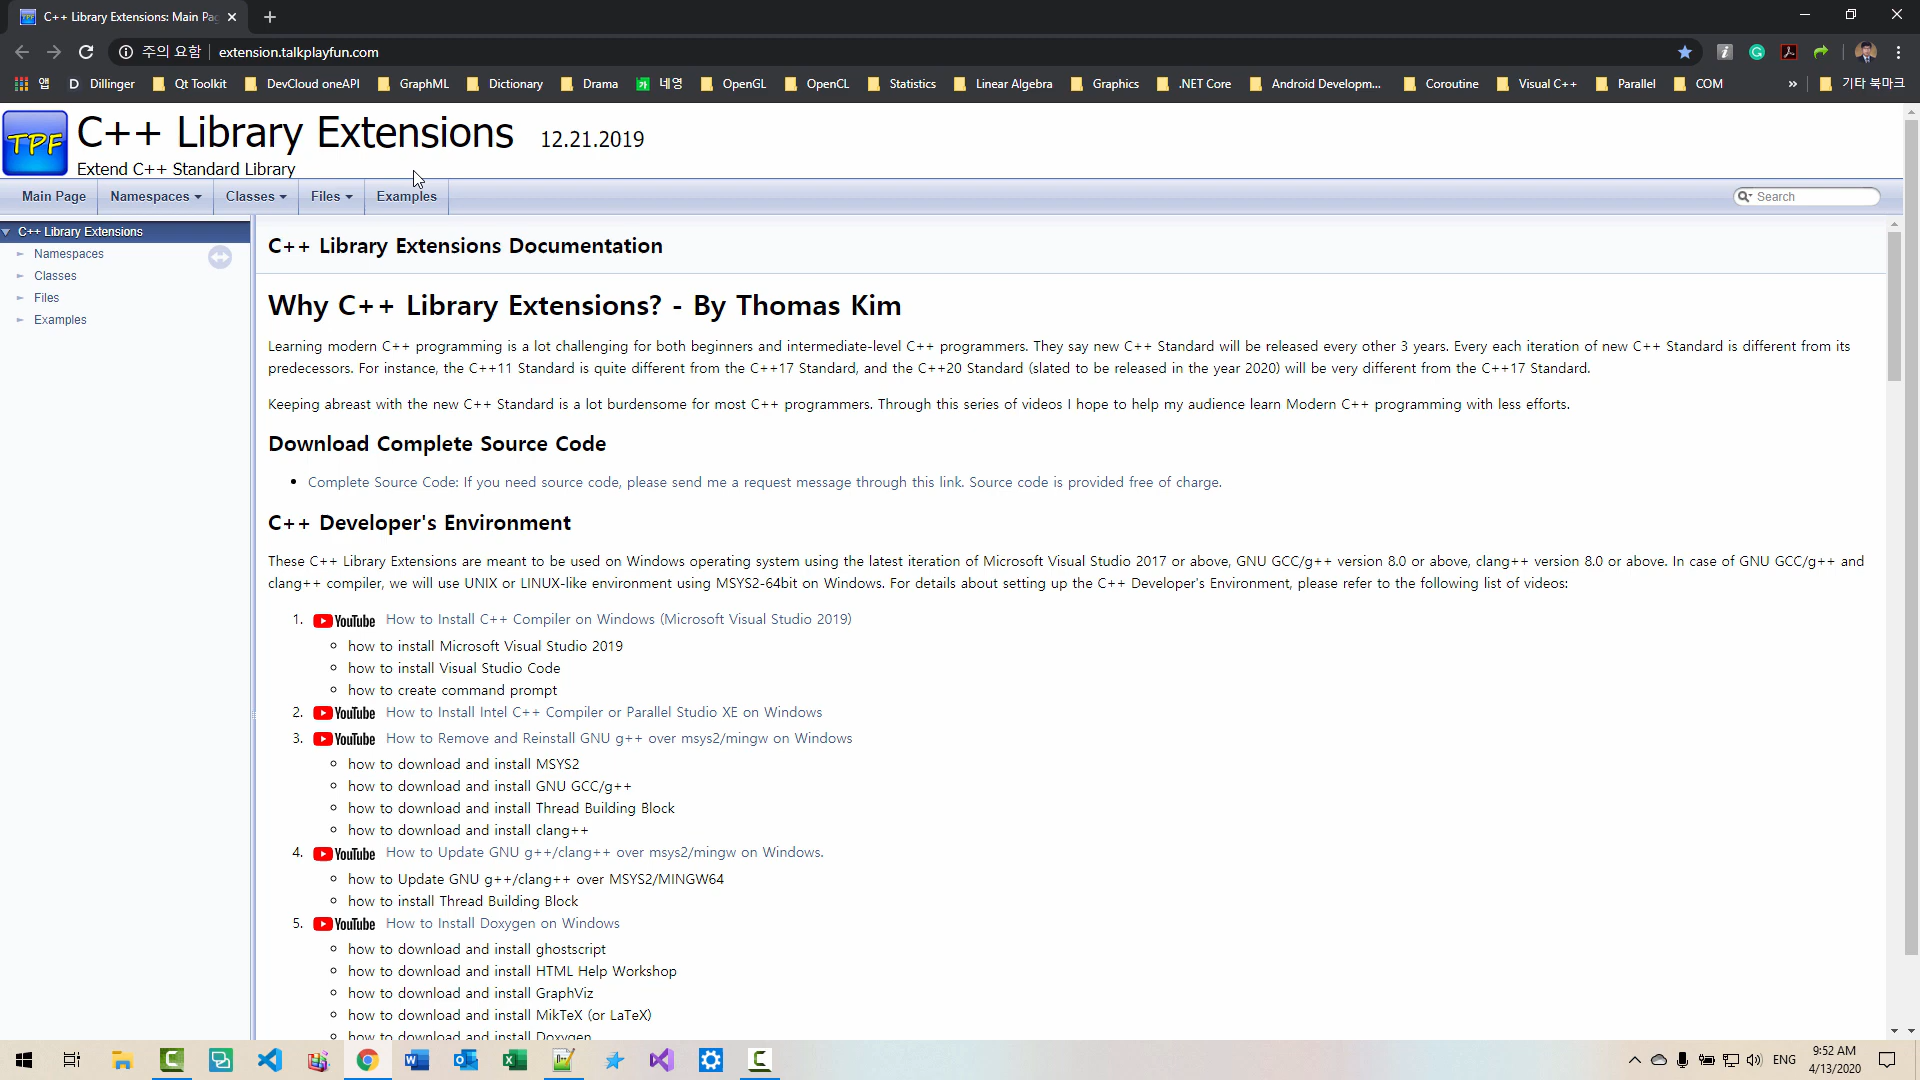 C++ Library Extensions: Main Pag
주의 요함
extension.talkplayfun.com
앱
Dillinger
Qt Toolkit
DevCloud oneAPI
GraphML
Dictionary
Drama
네영
OpenGL
OpenCL
Statistics
Linear Algebra
Graphics
.NET Core
Android Developm...
Coroutine
Visual C++
Parallel
COM
»
기타 북마크
TPF
C++ Library Extensions 12.21.2019
Extend C++ Standard Library
Main Page
Namespaces
Classes
Files
Examples
Search
C++ Library Extensions
Namespaces
Classes
Files
Examples
C++ Library Extensions Documentation
Why C++ Library Extensions? - By Thomas Kim
Learning modern C++ programming is a lot challenging for both beginners and intermediate-level C++ programmers. They say new C++ Standard will be released every other 3 years. Every each iteration of new C++ Standard is different from its
predecessors. For instance, the C++11 Standard is quite different from the C++17 Standard, and the C++20 Standard (slated to be released in the year 2020) will be very different from the C++17 Standard.
Keeping abreast with the new C++ Standard is a lot burdensome for most C++ programmers. Through this series of videos I hope to help my audience learn Modern C++ programming with less efforts.
Download Complete Source Code
• Complete Source Code: If you need source code, please send me a request message through this link. Source code is provided free of charge.
C++ Developer's Environment
These C++ Library Extensions are meant to be used on Windows operating system using the latest iteration of Microsoft Visual Studio 2017 or above, GNU GCC/g++ version 8.0 or above, clang++ version 8.0 or above. In case of GNU GCC/g++ and
clang++ compiler, we will use UNIX or LINUX-like environment using MSYS2-64bit on Windows. For details about setting up the C++ Developer's Environment, please refer to the following list of videos:
1. YouTube How to Install C++ Compiler on Windows (Microsoft Visual Studio 2019)
how to install Microsoft Visual Studio 2019
how to install Visual Studio Code
how to create command prompt
2. YouTube How to Install Intel C++ Compiler or Parallel Studio XE on Windows
3. YouTube How to Remove and Reinstall GNU g++ over msys2/mingw on Windows
how to download and install MSYS2
how to download and install GNU GCC/g++
how to download and install Thread Building Block
how to download and install clang++
4. YouTube How to Update GNU g++/clang++ over msys2/mingw on Windows.
how to Update GNU g++/clang++ over MSYS2/MINGW64
how to install Thread Building Block
5. YouTube How to Install Doxygen on Windows
how to download and install ghostscript
how to download and install HTML Help Workshop
how to download and install GraphViz
how to download and install MikTeX (or LaTeX)
how to download and install Doxygen
ENG
9:52 AM
4/13/2020